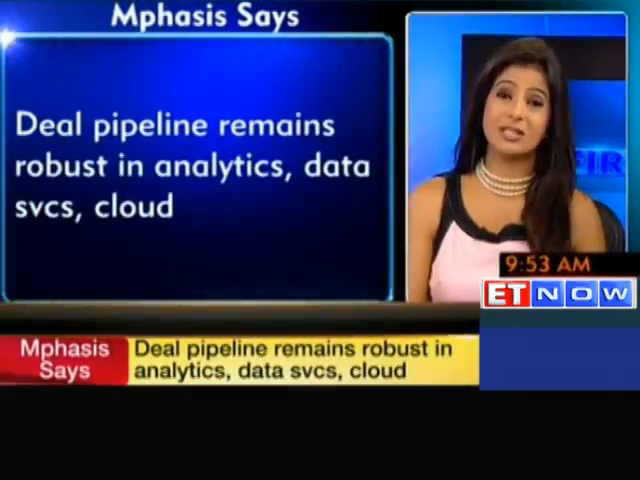 Mphasis Says
Deal pipeline remains
robust in analytics, data
svcs, cloud
FIR
9:53 AM
ET NOW
Mphasis Says
Deal pipeline remains robust in
analytics, data svcs, cloud